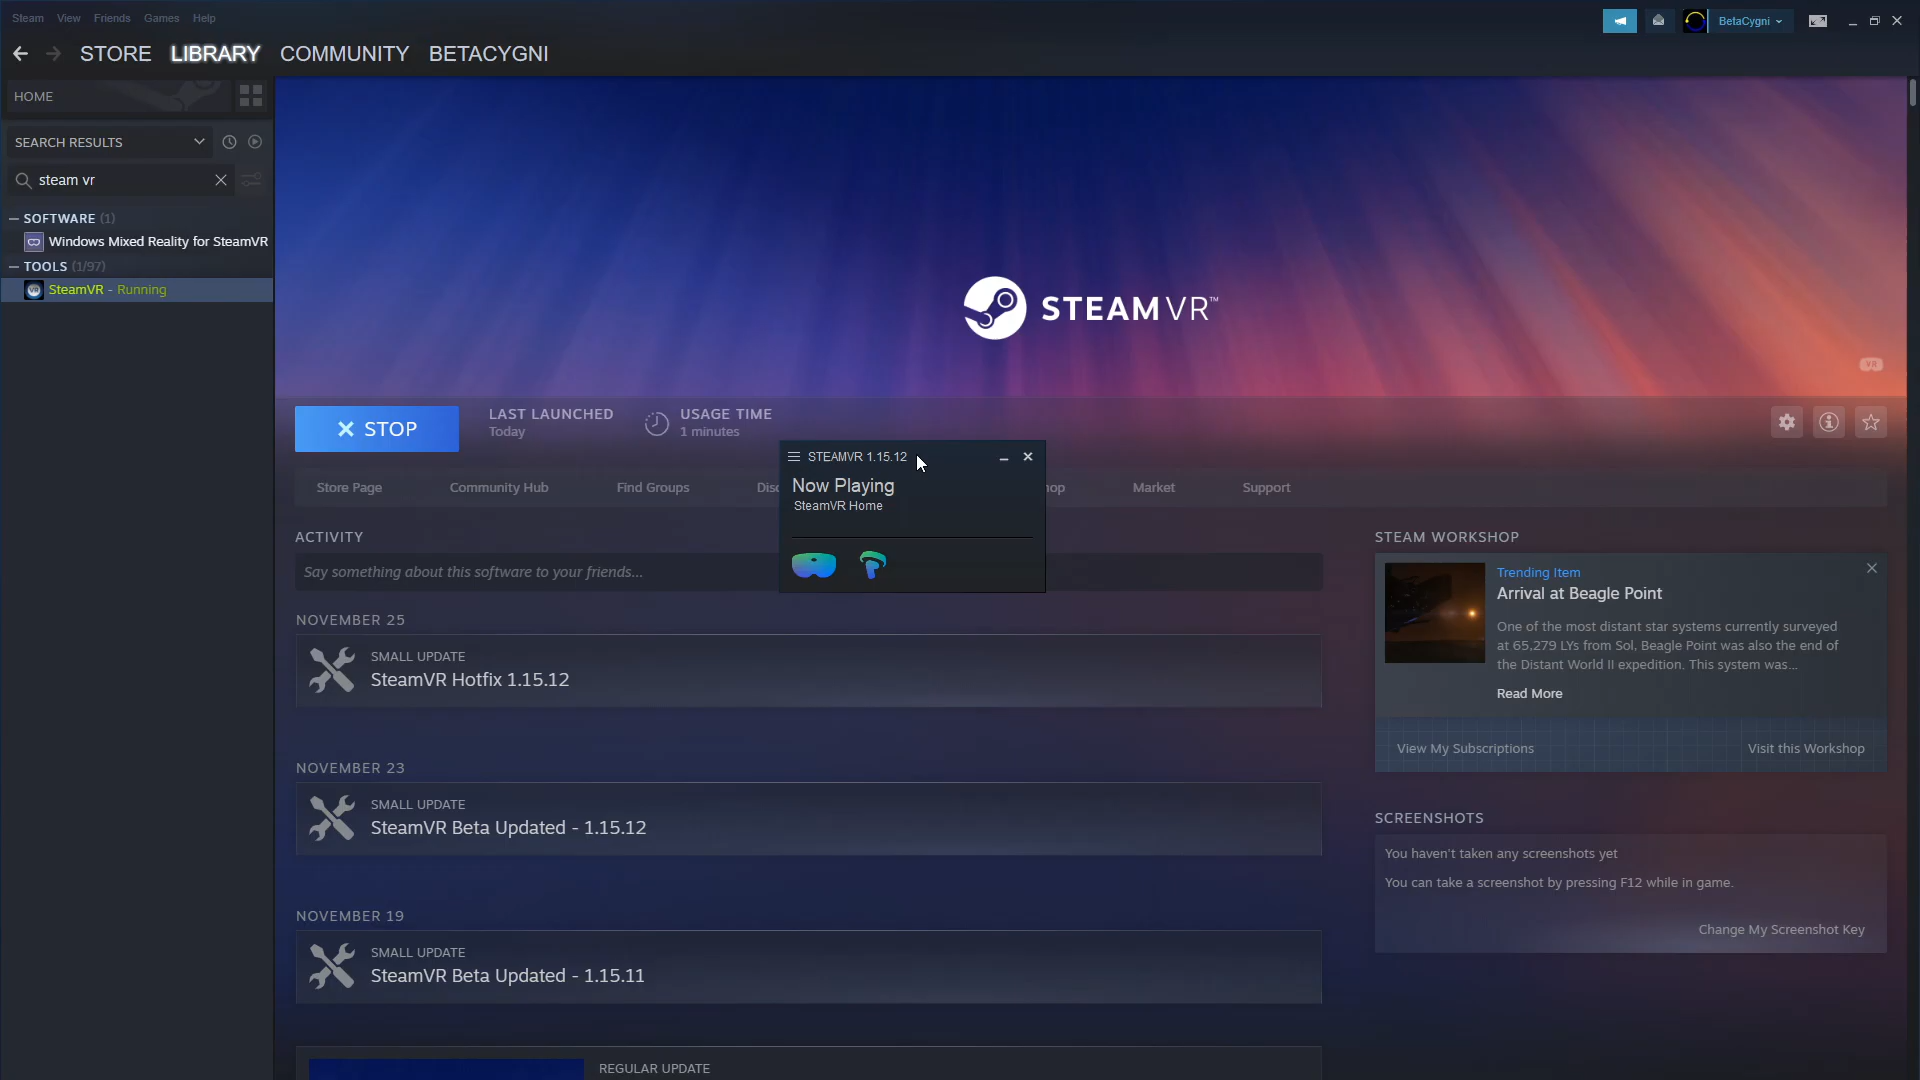 Steam View Friends Games Help
BetaCygni
STORE LIBRARY COMMUNITY BETACYGNI
HOME
SEARCH RESULTS
steam vr
SOFTWARE (1)
Windows Mixed Reality for SteamVR
TOOLS (1/97)
VR SteamVR - Running
STEAMVR™
VR
STOP
LAST LAUNCHED
Today
USAGE TIME
1 minutes
STEAMVR 1.15.12
Now Playing
SteamVR Home
Store Page Community Hub Find Groups Disc op Market Support
ACTIVITY
Say something about this software to your friends...
NOVEMBER 25
SMALL UPDATE
SteamVR Hotfix 1.15.12
NOVEMBER 23
SMALL UPDATE
SteamVR Beta Updated - 1.15.12
NOVEMBER 19
SMALL UPDATE
SteamVR Beta Updated - 1.15.11
REGULAR UPDATE
STEAM WORKSHOP
Trending Item
Arrival at Beagle Point
One of the most distant star systems currently surveyed
at 65,279 LYs from Sol, Beagle Point was also the end of
the Distant World II expedition. This system was...
Read More
View My Subscriptions Visit this Workshop
SCREENSHOTS
You haven't taken any screenshots yet
You can take a screenshot by pressing F12 while in game.
Change My Screenshot Key